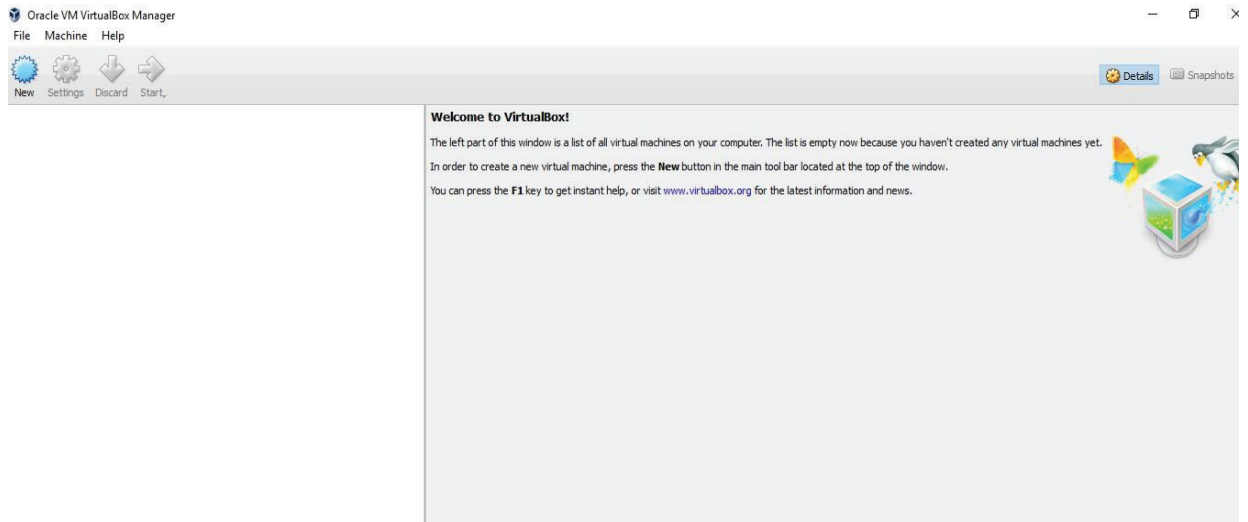 Oracle VM VirtualBox Manager
File Machine Help
New Settings Discard Start
Details Snapshots
Welcome to VirtualBox!
The left part of this window is a list of all virtual machines on your computer. The list is empty now because you haven't created any virtual machines yet.
In order to create a new virtual machine, press the New button in the main tool bar located at the top of the window.
You can press the F1 key to get instant help, or visit www.virtualbox.org for the latest information and news.